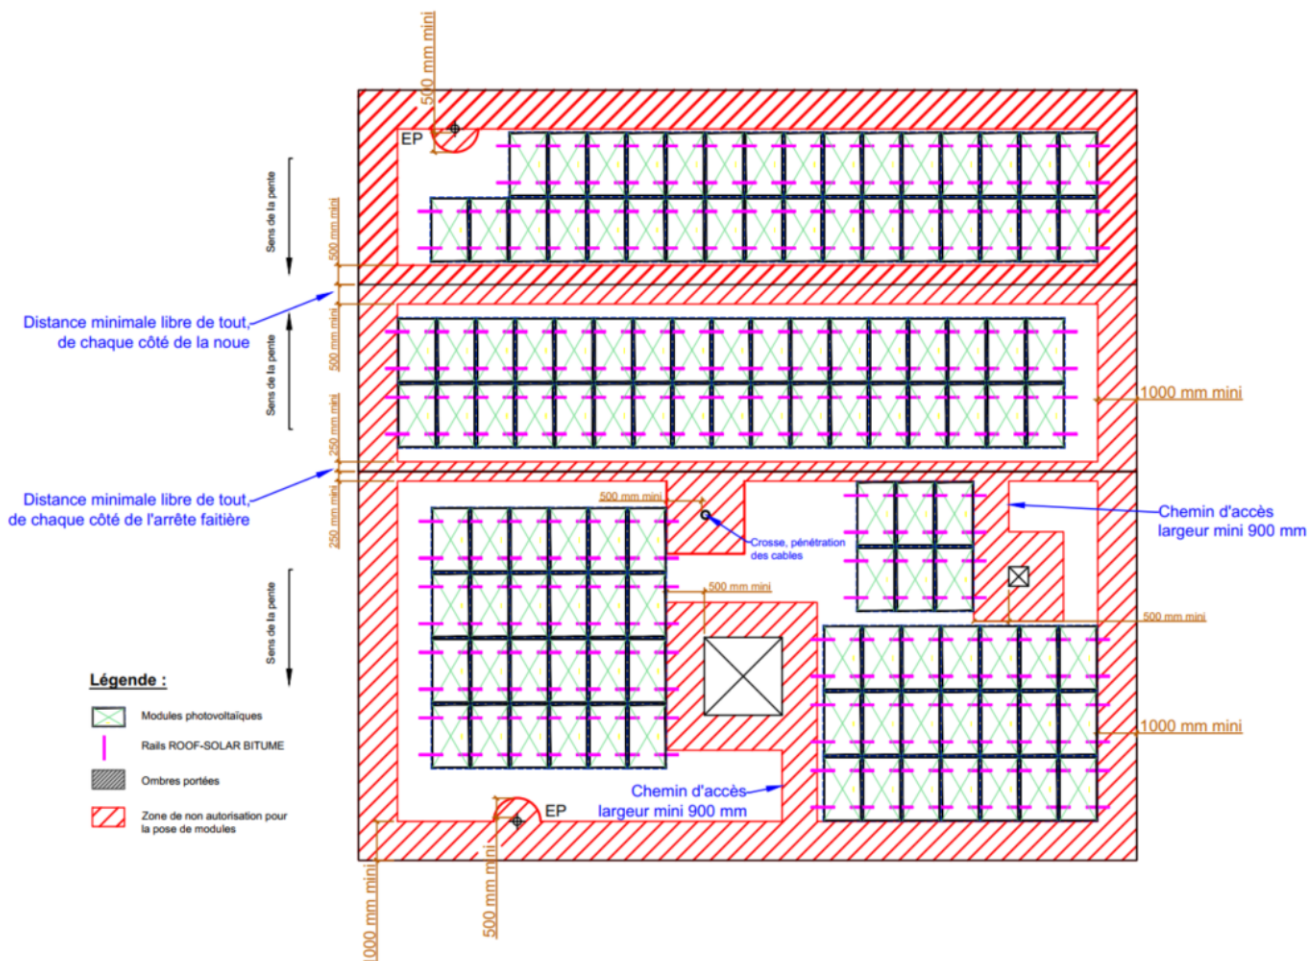 500 mm mini
EP
Sens de la pente
500 mm mini
Distance minimale libre de tout,
de chaque côté de la noue
500 mm mini
Sens de la pente
1000 mm mini
250 mm mini
Distance minimale libre de tout,
de chaque côté de l'arrête faitière
250 mm mini
500 mm mini
Crosse, pénétration
des cables
Chemin d'accès
largeur mini 900 mm
500 mm mini
500 mm mini
Sens de la pente
Légende :
Modules photovoltaïques
Rails ROOF-SOLAR BITUME
Ombres portées
Zone de non autorisation pour
la pose de modules
1000 mm mini
Chemin d'accès
largeur mini 900 mm
EP
500 mm mini
1000 mm mini